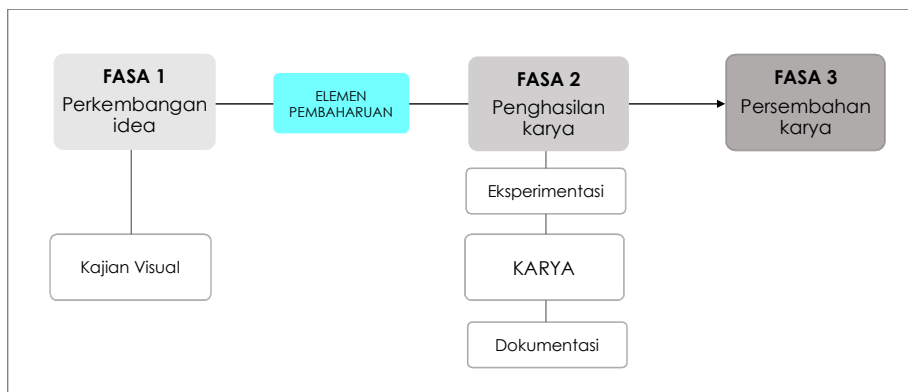 FASA 1
Perkembangan
idea
ELEMEN
PEMBAHARUAN
FASA 2
Penghasilan
karya
FASA 3
Persembahan
karya
Kajian Visual
Eksperimentasi
KARYA
Dokumentasi